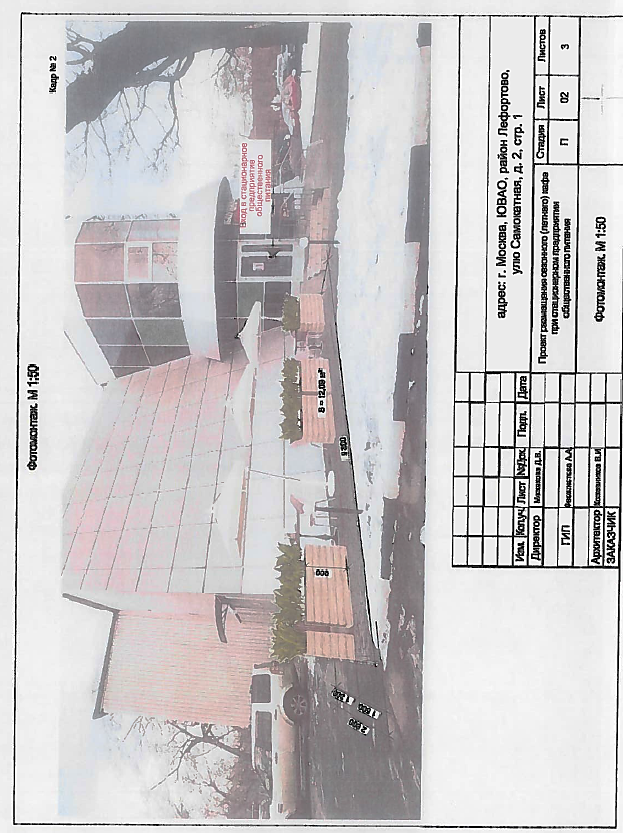 Фотомонтаж. М 1:50
Кадр № 2
Вход в стационарное
предприятие
общественного
питания
S = 12,09 м²
900
адрес: г. Москва, ЮВАО, район Лефортово,
улю Самокатная, д. 2, стр. 1
Изм. Кол.уч Лист №Док. Подп. Дата
Директор
ГИП
Архитектор
ЗАКАЗЧИК
Проект размещения сезонного (летнего) кафе
при стационарном предприятии
общественного питания
Стадия Лист Листов
П 02 3
Фотомонтаж. М 1:50